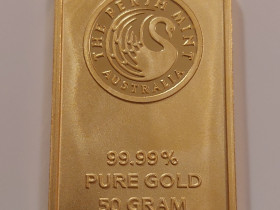 THE PERTH MINT
AUSTRALIA
99.99%
PURE GOLD
50 GRAM